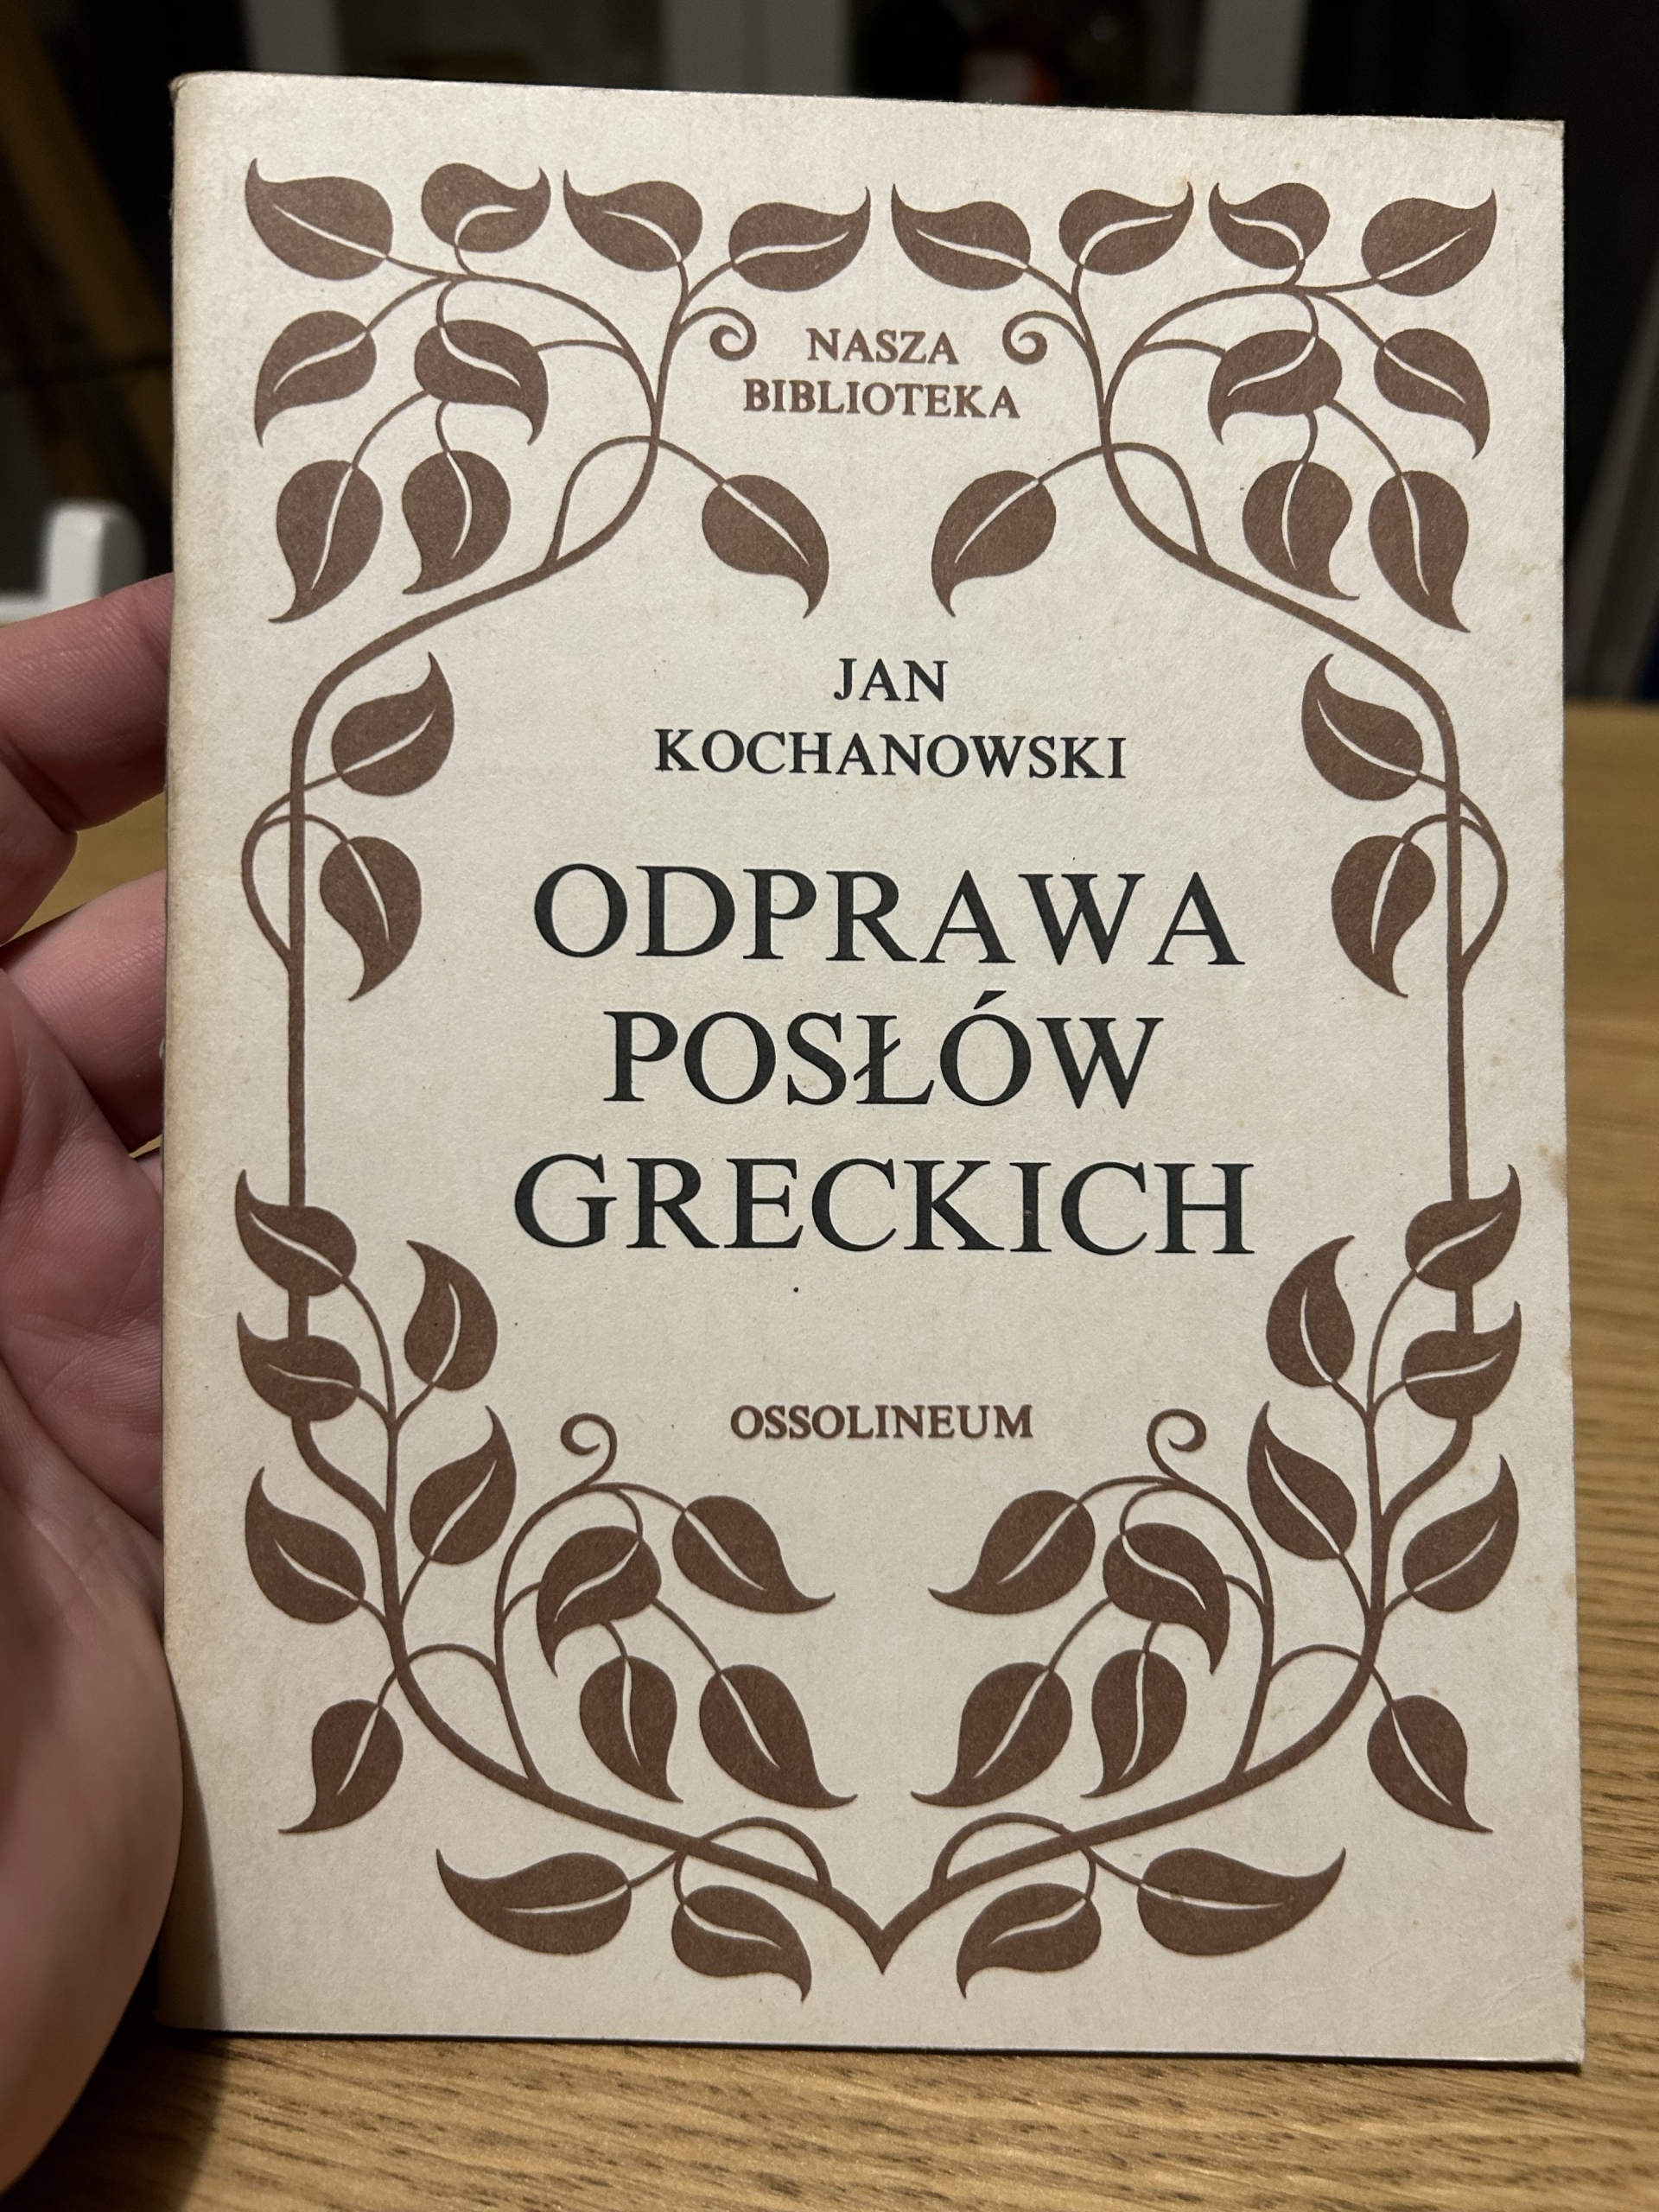 NASZA
BIBLIOTEKA
JAN
KOCHANOWSKI
ODPRAWA
POSŁÓW
GRECKICH
OSSOLINEUM